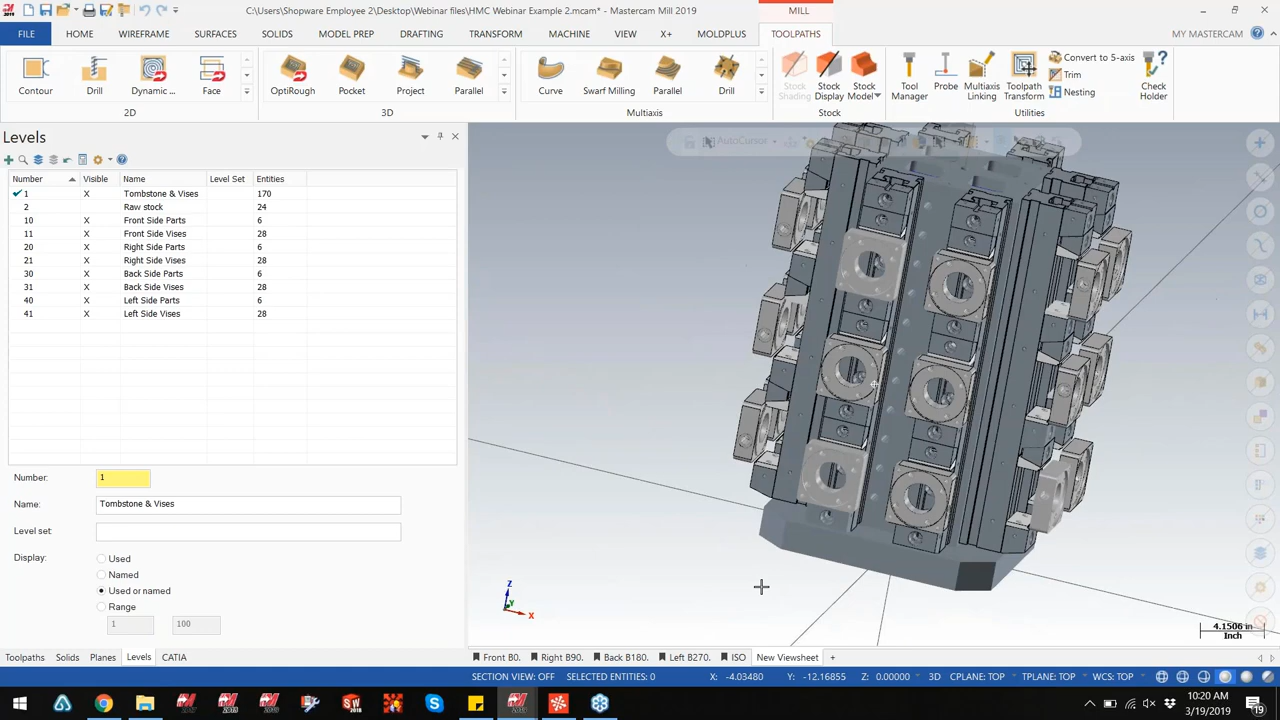 C:\Users\Shopware Employee 2\Desktop\Webinar files\HMC Webinar Example 2.mcam* - Mastercam Mill 2019
MILL
FILE HOME WIREFRAME SURFACES SOLIDS MODEL PREP DRAFTING TRANSFORM MACHINE VIEW X+ MOLDPLUS TOOLPATHS MY MASTERCAM
Contour Drill Dynamic ... Face
OptiRough Pocket Project Parallel
Curve Swarf Milling Parallel Drill
Stock Shading
Stock Display
Stock Model
Tool Manager
Probe
Multiaxis Linking
Toolpath Transform
Convert to 5-axis
Trim
Nesting
Check Holder
2D 3D Multiaxis Stock Utilities
Levels
AutoCursor
Number Visible Name Level Set Entities
1 X Tombstone & Vises 170
2 Raw stock 24
10 X Front Side Parts 6
11 X Front Side Vises 28
20 X Right Side Parts 6
21 X Right Side Vises 28
30 X Back Side Parts 6
31 X Back Side Vises 28
40 X Left Side Parts 6
41 X Left Side Vises 28
Number: 1
Name: Tombstone & Vises
Level set:
Display: Used
Named
Used or named
Range
1 100
Z
Y
X
4.1506 in
Inch
Toolpaths Solids Planes Levels CATIA
Front B0. Right B90. Back B180. Left B270. ISO New Viewsheet +
SECTION VIEW: OFF SELECTED ENTITIES: 0 X: -4.03480 Y: -12.16855 Z: 0.00000 3D CPLANE: TOP TPLANE: TOP WCS: TOP
10:20 AM
3/19/2019
19